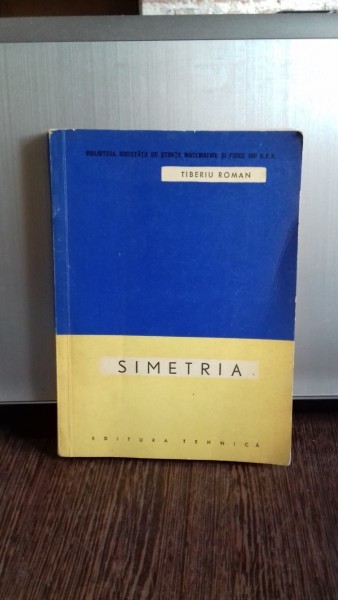 BIBLIOTECA SOCIETĂȚII DE ȘTIINȚE MATEMATICE ȘI FIZICE DIN R.P.R.
TIBERIU ROMAN
SIMETRIA
EDITURA TEHNICĂ